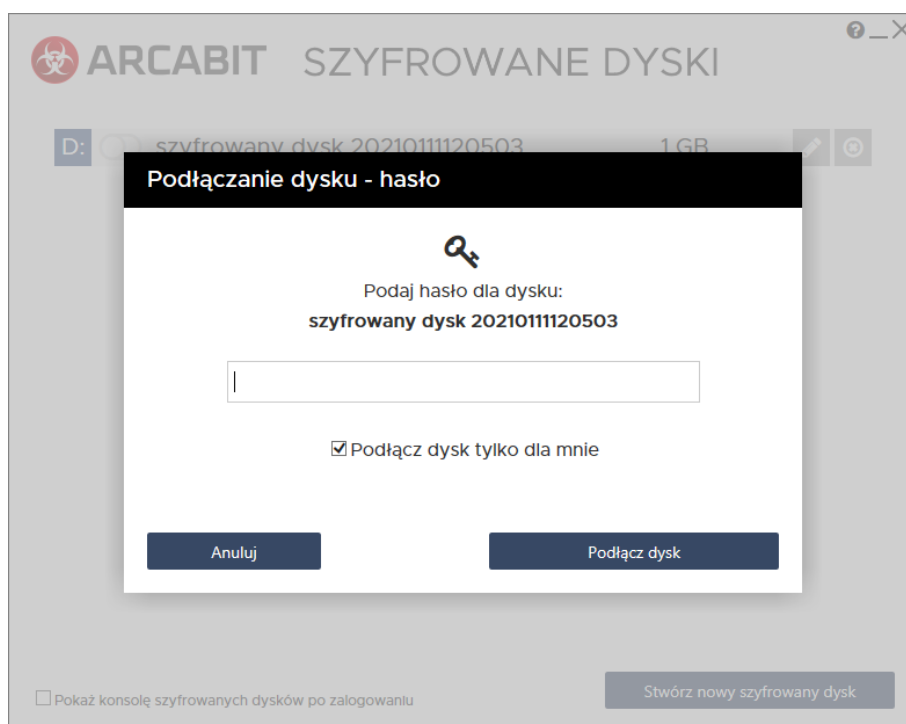 ARCABIT SZYFROWANE DYSKI
D: szyfrowany dysk 20210111120503 1 GB
Podłączanie dysku - hasło
Podaj hasło dla dysku:
szyfrowany dysk 20210111120503
Podłącz dysk tylko dla mnie
Anuluj Podłącz dysk
Pokaż konsolę szyfrowanych dysków po zalogowaniu Stwórz nowy szyfrowany dysk